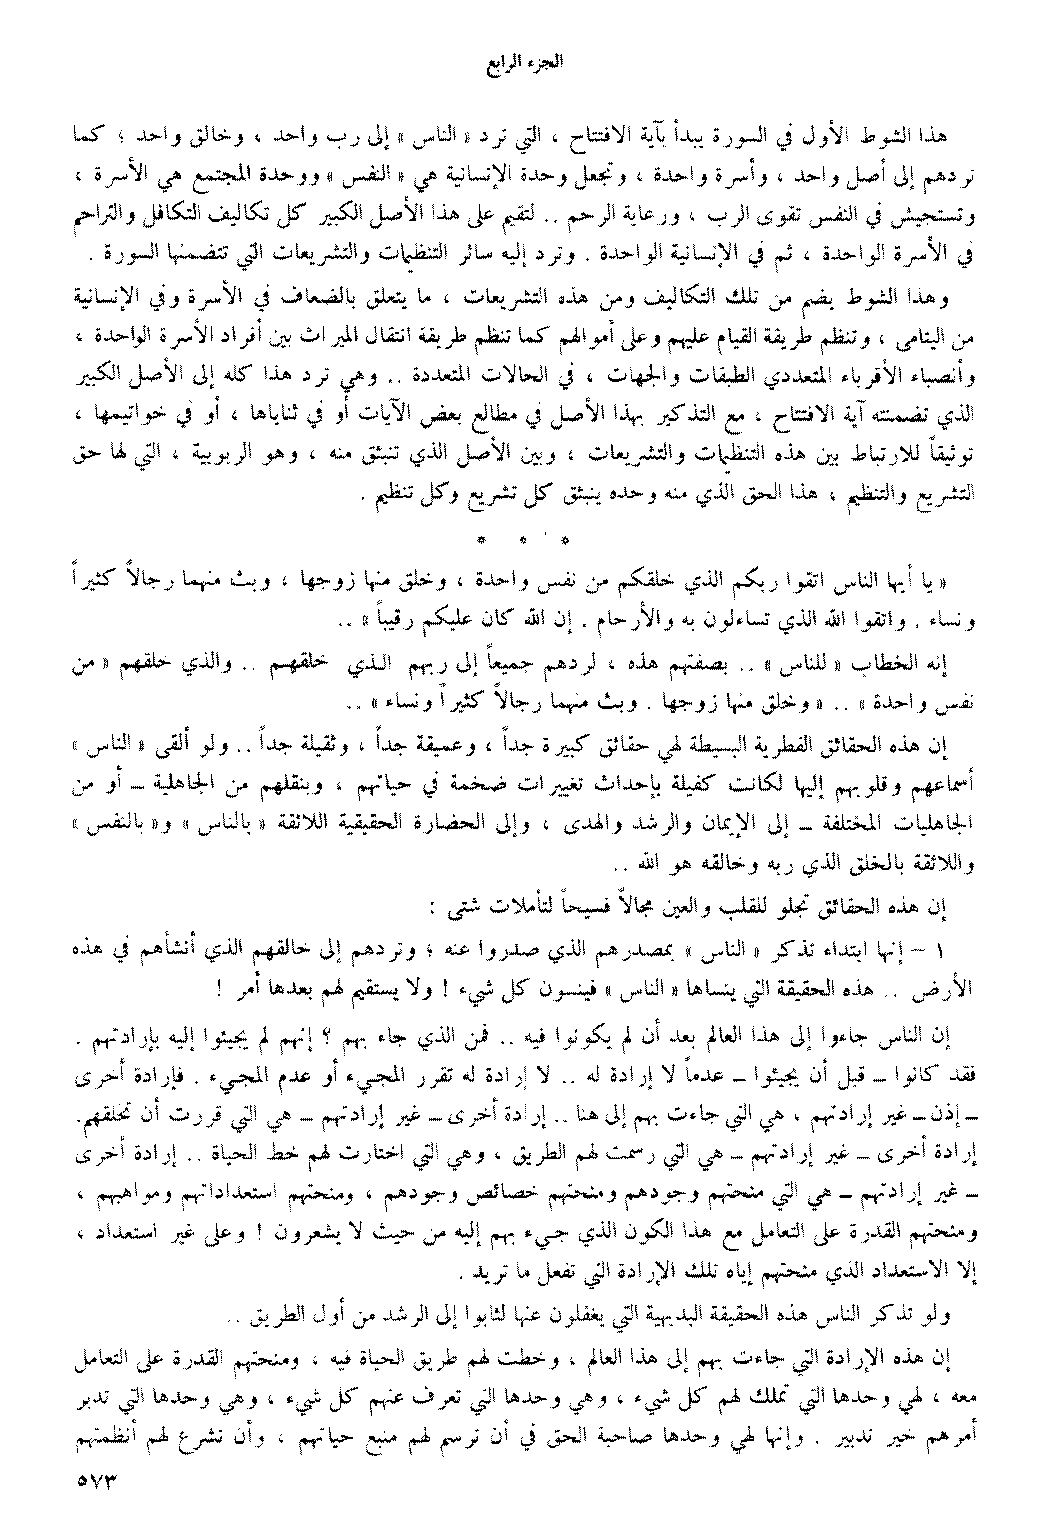 الجزء الرابع
هذا الشوط الأول في السورة يبدأ بآية الافتتاح ، التي ترد « الناس » إلى رب واحد ، وخالق واحد ؛ كما
تردهم إلى أصل واحد ، وأسرة واحدة ، وتجعل وحدة الإنسانية هي « النفس » ووحدة المجتمع هي الأسرة ،
وتستجيش في النفس تقوى الرب ، ورعاية الرحم .. لتقيم على هذا الأصل الكبير كل تكاليف التكافل والتراحم
في الأسرة الواحدة ، ثم في الإنسانية الواحدة . وترد إليه سائر التنظيمات والتشريعات التي تتضمنها السورة .
وهذا الشوط يضم من تلك التكاليف ومن هذه التشريعات ، ما يتعلق بالضعاف في الأسرة وفي الإنسانية
من اليتامى ، وتنظم طريقة القيام عليهم وعلى أموالهم كما تنظم طريقة انتقال الميراث بين أفراد الأسرة الواحدة ،
وأنصباء الأقرباء المتعددي الطبقات والجهات ، في الحالات المتعددة .. وهي ترد هذا كله إلى الأصل الكبير
الذي تضمنته آية الافتتاح ، مع التذكير بهذا الأصل في مطالع بعض الآيات أو في ثناياها ، أو في خواتيمها ،
توثيقاً للارتباط بين هذه التنظيمات والتشريعات ، وبين الأصل الذي تنبثق منه ، وهو الربوبية ، التي لها حق
التشريع والتنظيم ، هذا الحق الذي منه وحده ينبثق كل تشريع وكل تنظيم .
* * *
« يا أيها الناس اتقوا ربكم الذي خلقكم من نفس واحدة ، وخلق منها زوجها ، وبث منهما رجالاً كثيراً
ونساء . واتقوا الله الذي تساءلون به والأرحام . إن الله كان عليكم رقيباً » ..
إنه الخطاب « للناس » .. بصفتهم هذه ، لردهم جميعاً إلى ربهم الذي خلقهم .. والذي خلقهم « من
نفس واحدة » .. « وخلق منها زوجها . وبث منهما رجالاً كثيراً ونساء » ..
إن هذه الحقائق الفطرية البسيطة لهي حقائق كبيرة جداً ، وعميقة جداً ، وثقيلة جداً .. ولو ألقى « الناس »
أسماعهم وقلوبهم إليها لكانت كفيلة بإحداث تغييرات ضخمة في حياتهم ، وبنقلهم من الجاهلية – أو من
الجاهليات المختلفة – إلى الإيمان والرشد والهدى ، وإلى الحضارة الحقيقية اللائقة « بالناس » و« بالنفس »
واللائقة بالخلق الذي ربه وخالقه هو الله ..
إن هذه الحقائق تجلو للقلب والعين مجالاً فسيحاً لتأملات شتى :
١ – إنها ابتداء تذكر « الناس » بمصدرهم الذي صدروا عنه ؛ وتردهم إلى خالقهم الذي أنشأهم في هذه
الأرض .. هذه الحقيقة التي ينساها « الناس » فينسون كل شيء ! ولا يستقيم لهم بعدها أمر !
إن الناس جاءوا إلى هذا العالم بعد أن لم يكونوا فيه .. فمن الذي جاء بهم ؟ إنهم لم يجيئوا إليه بإرادتهم .
فقد كانوا – قبل أن يجيئوا – عدماً لا إرادة له .. لا إرادة له تقرر المجيء أو عدم المجيء . فإرادة أخرى
– إذن – غير إرادتهم ، هي التي جاءت بهم إلى هنا .. إرادة أخرى – غير إرادتهم – هي التي قررت أن تخلقهم.
إرادة أخرى – غير إرادتهم – هي التي رسمت لهم الطريق ، وهي التي اختارت لهم خط الحياة .. إرادة أخرى
– غير إرادتهم – هي التي منحتهم وجودهم ومنحتهم خصائص وجودهم ، ومنحتهم استعداداتهم ومواهبهم ،
ومنحتهم القدرة على التعامل مع هذا الكون الذي جيء بهم إليه من حيث لا يشعرون ! وعلى غير استعداد ،
إلا الاستعداد الذي منحتهم إياه تلك الإرادة التي تفعل ما تريد .
ولو تذكر الناس هذه الحقيقة البديهية التي يغفلون عنها لثابوا إلى الرشد من أول الطريق ..
إن هذه الإرادة التي جاءت بهم إلى هذا العالم ، وخطت لهم طريق الحياة فيه ، ومنحتهم القدرة على التعامل
معه ، لهي وحدها التي تملك لهم كل شيء ، وهي وحدها التي تعرف عنهم كل شيء ، وهي وحدها التي تدبر
أمرهم خير تدبير . وإنها لهي وحدها صاحبة الحق في أن ترسم لهم منهج حياتهم ، وأن تشرع لهم أنظمتهم
٥٧٣